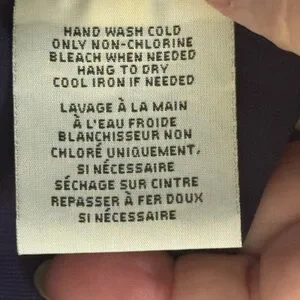 HAND WASH COLD
ONLY NON-CHLORINE
BLEACH WHEN NEEDED
HANG TO DRY
COOL IRON IF NEEDED
LAVAGE À LA MAIN
À L'EAU FROIDE
BLANCHISSEUR NON
CHLORÉ UNIQUEMENT,
SI NÉCESSAIRE
SÉCHAGE SUR CINTRE
REPASSER À FER DOUX
SI NÉCESSAIRE